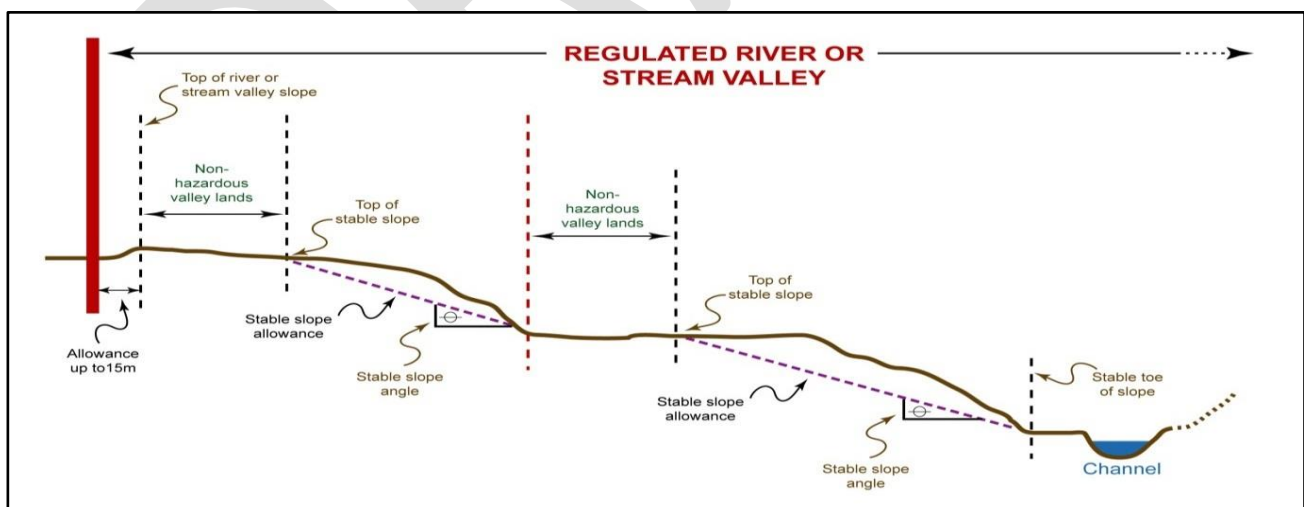 REGULATED RIVER OR
STREAM VALLEY
Top of river or
stream valley slope
Non-
hazardous
valley lands
Top of
stable slope
Non-
hazardous
valley lands
Top of
stable slope
Stable slope
allowance
Θ
Allowance
up to15m
Stable slope
angle
Stable slope
allowance
Θ
Stable toe
of slope
Stable slope
angle
Channel